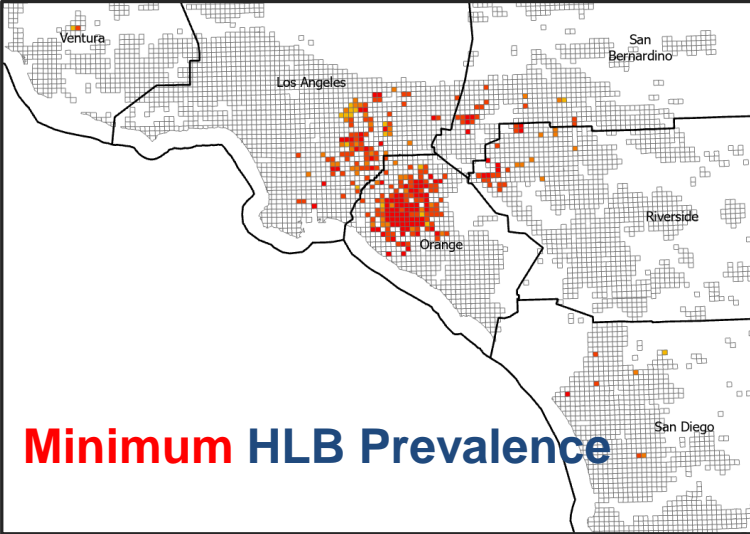 Ventura
San
Bernardino
Los Angeles
Riverside
Orange
San Diego
Minimum HLB Prevalence